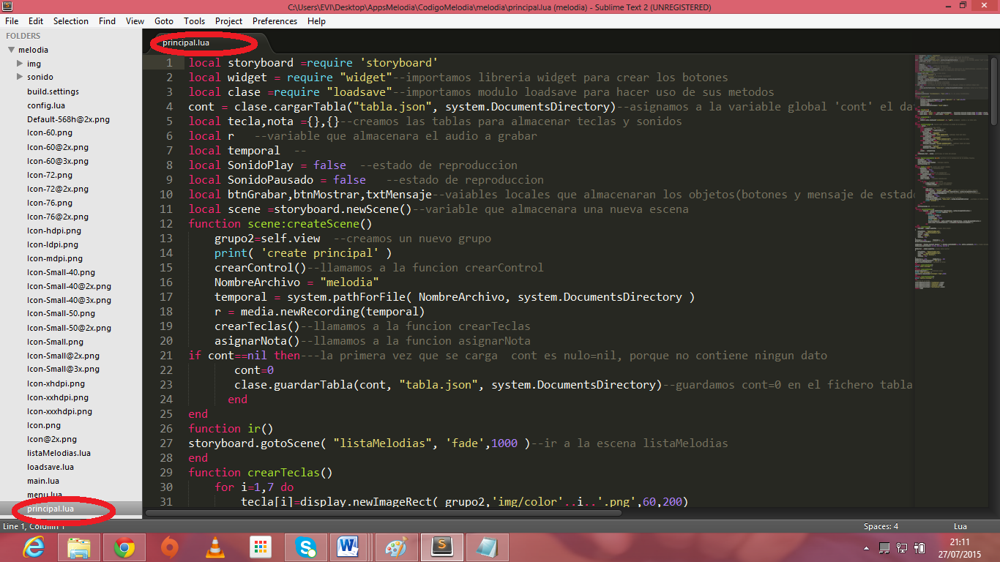 C:\Users\EVI\Desktop\AppsMelodia\CodigoMelodia\melodia\principal.lua (melodia) - Sublime Text 2 (UNREGISTERED)
File Edit Selection Find View Goto Tools Project Preferences Help
FOLDERS
melodia
img
sonido
build.settings
config.lua
Default-568h@2x.png
Icon-60.png
Icon-60@2x.png
Icon-60@3x.png
Icon-72.png
Icon-72@2x.png
Icon-76.png
Icon-76@2x.png
Icon-hdpi.png
Icon-ldpi.png
Icon-mdpi.png
Icon-Small-40.png
Icon-Small-40@2x.png
Icon-Small-40@3x.png
Icon-Small-50.png
Icon-Small-50@2x.png
Icon-Small.png
Icon-Small@2x.png
Icon-Small@3x.png
Icon-xhdpi.png
Icon-xxhdpi.png
Icon-xxxhdpi.png
Icon.png
Icon@2x.png
listaMelodias.lua
loadsave.lua
main.lua
menu.lua
principal.lua
principal.lua
1 local storyboard =require 'storyboard'
2 local widget = require "widget"--importamos libreria widget para crear los botones
3 local clase =require "loadsave"--importamos modulo loadsave para hacer uso de sus metodos
4 cont = clase.cargarTabla("tabla.json", system.DocumentsDirectory)--asignamos a la variable global 'cont' el da
5 local tecla,nota ={},{}--creamos las tablas para almacenar teclas y sonidos
6 local r   --variable que almacenara el audio a grabar
7 local temporal  --
8 local SonidoPlay = false  --estado de reproduccion
9 local SonidoPausado = false   --estado de reproduccion
10 local btnGrabar,btnMostrar,txtMensaje--vaiables locales que almacenaran los objetos(botones y mensaje de estad
11 local scene =storyboard.newScene()--variable que almacenara una nueva escena
12 function scene:createScene()
13     grupo2=self.view  --creamos un nuevo grupo
14     print( 'create principal' )
15     crearControl()--llamamos a la funcion crearControl
16     NombreArchivo = "melodia"
17     temporal = system.pathForFile( NombreArchivo, system.DocumentsDirectory )
18     r = media.newRecording(temporal)
19     crearTeclas()--llamamos a la funcion crearTeclas
20     asignarNota()--llamamos a la funcion asignarNota
21 if cont==nil then---la primera vez que se carga  cont es nulo=nil, porque no contiene ningun dato
22        cont=0
23        clase.guardarTabla(cont, "tabla.json", system.DocumentsDirectory)--guardamos cont=0 en el fichero tabla
24       end
25 end
26 function ir()
27 storyboard.gotoScene( "listaMelodias", 'fade',1000 )--ir a la escena listaMelodias
28 end
29 function crearTeclas()
30     for i=1,7 do
31         tecla[i]=display.newImageRect( grupo2,'img/color'..i..'.png',60,200)
Line 1, Column 1 Spaces: 4 Lua
21:11
27/07/2015